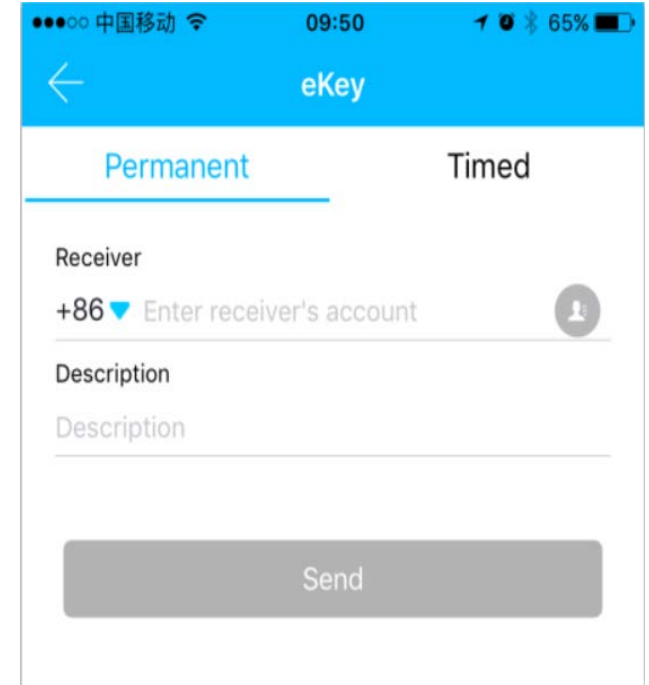 中国移动 09:50 65%
eKey
Permanent Timed
Receiver
+86 Enter receiver's account
Description
Description
Send